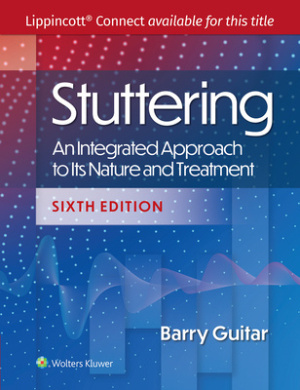 Lippincott® Connect available for this title
Stuttering
An Integrated Approach
to Its Nature and Treatment
SIXTH EDITION
Barry Guitar
Wolters Kluwer